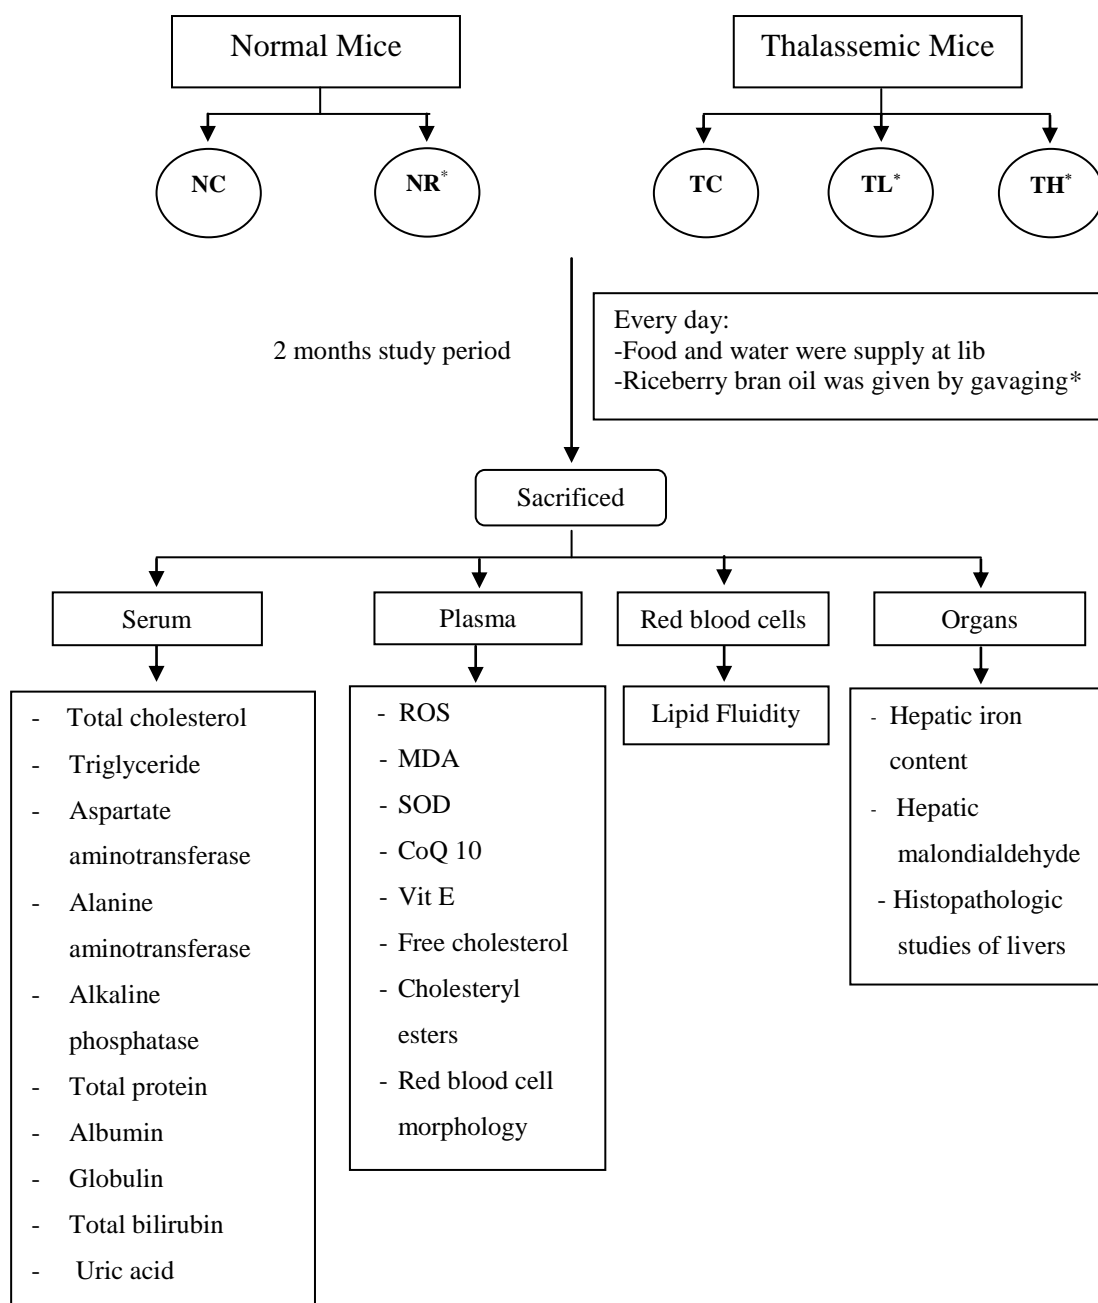 Normal Mice
Thalassemic Mice
NC
NR*
TC
TL*
TH*
2 months study period
Every day:
-Food and water were supply at lib
-Riceberry bran oil was given by gavaging*
Sacrificed
Serum
Plasma
Red blood cells
Organs
- Total cholesterol
- Triglyceride
- Aspartate
aminotransferase
- Alanine
aminotransferase
- Alkaline
phosphatase
- Total protein
- Albumin
- Globulin
- Total bilirubin
- Uric acid
- ROS
- MDA
- SOD
- CoQ 10
- Vit E
- Free cholesterol
- Cholesteryl
esters
- Red blood cell
morphology
Lipid Fluidity
- Hepatic iron
content
- Hepatic
malondialdehyde
- Histopathologic
studies of livers